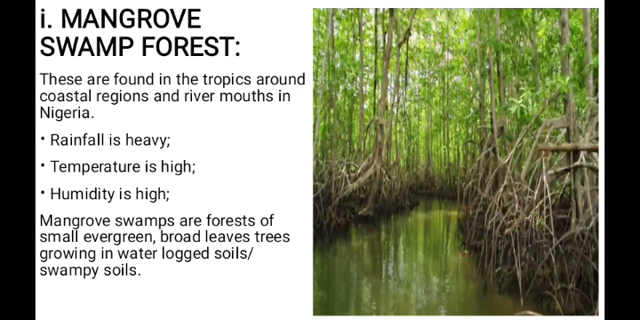 i. MANGROVE
SWAMP FOREST:
These are found in the tropics around
coastal regions and river mouths in
Nigeria.
• Rainfall is heavy;
• Temperature is high;
• Humidity is high;
Mangrove swamps are forests of
small evergreen, broad leaves trees
growing in water logged soils/
swampy soils.